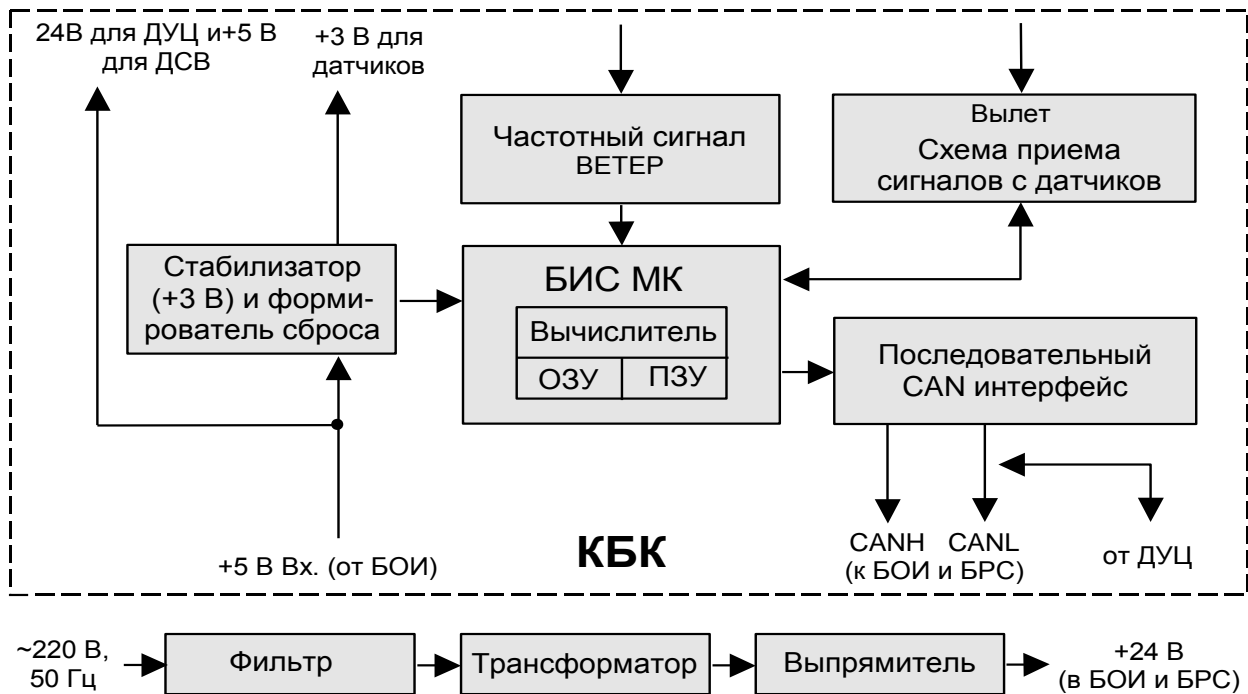 24В для ДУЦ и+5 В
для ДСВ
+3 В для
датчиков
Частотный сигнал
ВЕТЕР
Вылет
Схема приема
сигналов с датчиков
Стабилизатор
(+3 В) и форми-
рователь сброса
БИС МК
Вычислитель
ОЗУ
ПЗУ
Последовательный
CAN интерфейс
+5 В Вх. (от БОИ)
КБК
CANH
CANL
(к БОИ и БРС)
от ДУЦ
~220 В,
50 Гц
Фильтр
Трансформатор
Выпрямитель
+24 В
(в БОИ и БРС)